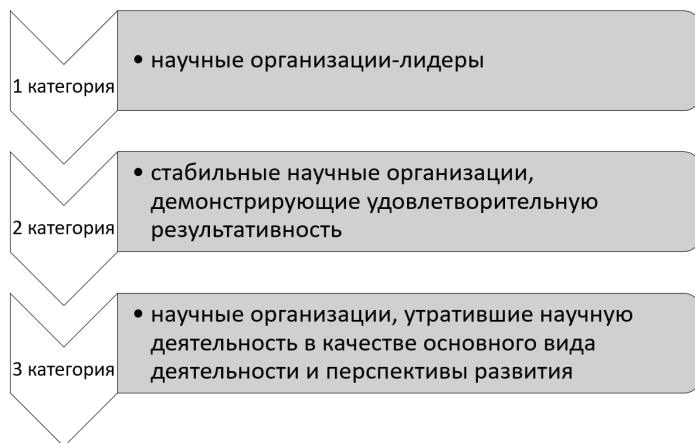 1 категория
• научные организации-лидеры
2 категория
• стабильные научные организации,
демонстрирующие удовлетворительную
результативность
3 категория
• научные организации, утратившие научную
деятельность в качестве основного вида
деятельности и перспективы развития